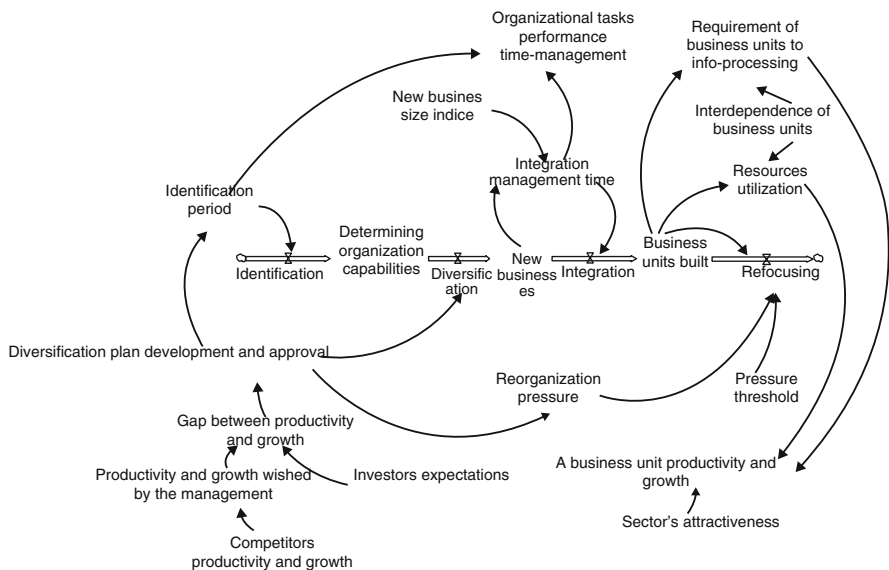 Organizational tasks
performance
time-management
Requirement of
business units to
info-processing
New busines
size indice
Interdependence of
business units
Integration
management time
Resources
utilization
Identification
period
Determining
organization
capabilities
Identification
Diversific
ation
New
business
es
Integration
Business
units built
Refocusing
Diversification plan development and approval
Reorganization
pressure
Pressure
threshold
Gap between productivity
and growth
Productivity and growth wished
by the management
Investors expectations
A business unit productivity and
growth
Sector's attractiveness
Competitors
productivity and growth